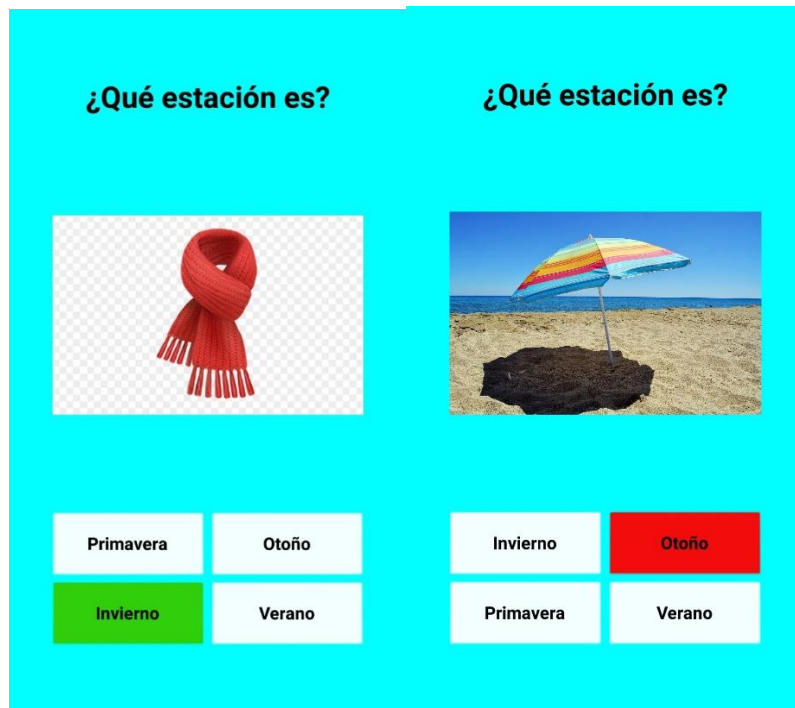 ¿Qué estación es?
Primavera
Otoño
Invierno
Verano
¿Qué estación es?
Invierno
Otoño
Primavera
Verano